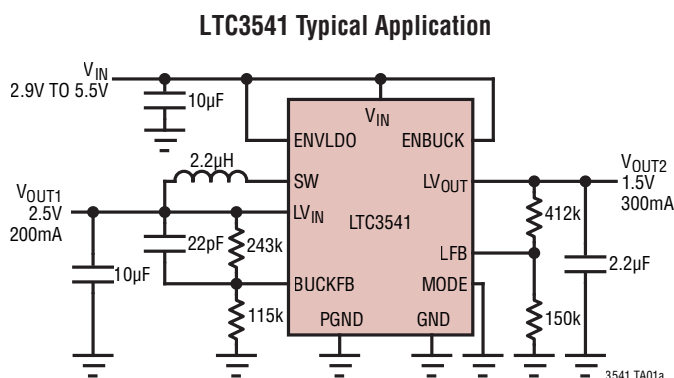 LTC3541 Typical Application
VIN
2.9V TO 5.5V
10µF
VIN
ENVLDO
ENBUCK
2.2µH
SW
LVOUT
VOUT2
1.5V
300mA
VOUT1
2.5V
200mA
LVIN
LTC3541
412k
22pF
243k
LFB
10µF
BUCKFB
MODE
2.2µF
115k
PGND
GND
150k
3541 TA01a